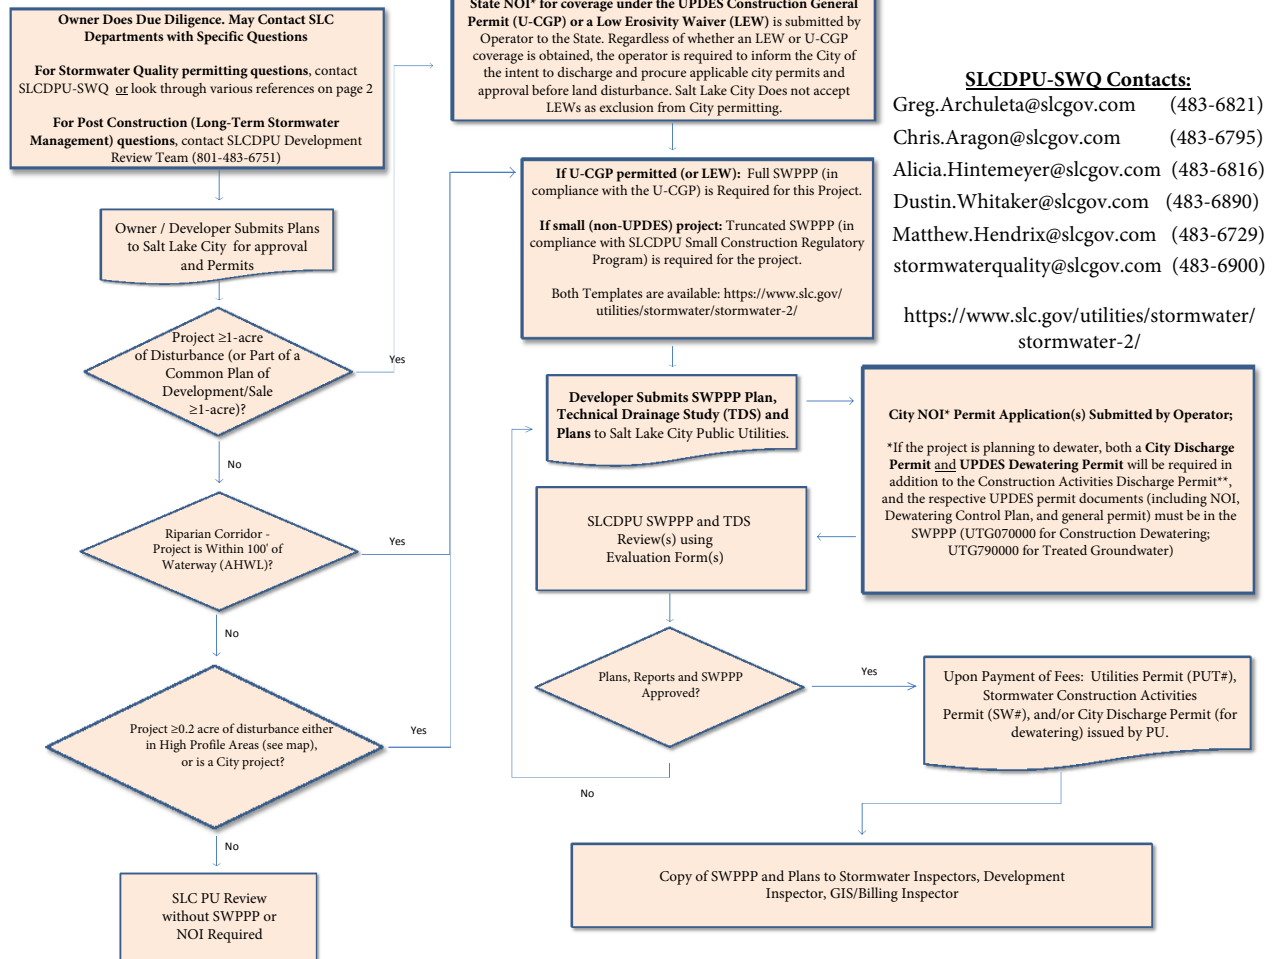 Owner Does Due Diligence. May Contact SLC
Departments with Specific Questions
For Stormwater Quality permitting questions, contact
SLCDPU-SWQ or look through various references on page 2
For Post Construction (Long-Term Stormwater
Management) questions, contact SLCDPU Development
Review Team (801-483-6751)
Owner / Developer Submits Plans
to Salt Lake City for approval
and Permits
Project ≥1-acre
of Disturbance (or Part of a
Common Plan of
Development/Sale
≥1-acre)?
Yes
No
Riparian Corridor -
Project is Within 100' of
Waterway (AHWL)?
Yes
No
Project ≥0.2 acre of disturbance either
in High Profile Areas (see map),
or is a City project?
Yes
No
SLC PU Review
without SWPPP or
NOI Required
State NOI* for coverage under the UPDES Construction General
Permit (U-CGP) or a Low Erosivity Waiver (LEW) is submitted by
Operator to the State. Regardless of whether an LEW or U-CGP
coverage is obtained, the operator is required to inform the City of
the intent to discharge and procure applicable city permits and
approval before land disturbance. Salt Lake City Does not accept
LEWs as exclusion from City permitting.
If U-CGP permitted (or LEW): Full SWPPP (in
compliance with the U-CGP) is Required for this Project.
If small (non-UPDES) project: Truncated SWPPP (in
compliance with SLCDPU Small Construction Regulatory
Program) is required for the project.
Both Templates are available: https://www.slc.gov/
utilities/stormwater/stormwater-2/
Developer Submits SWPPP Plan,
Technical Drainage Study (TDS) and
Plans to Salt Lake City Public Utilities.
SLCDPU SWPPP and TDS
Review(s) using
Evaluation Form(s)
Plans, Reports and SWPPP
Approved?
Yes
No
SLCDPU-SWQ Contacts:
Greg.Archuleta@slcgov.com (483-6821)
Chris.Aragon@slcgov.com (483-6795)
Alicia.Hintemeyer@slcgov.com (483-6816)
Dustin.Whitaker@slcgov.com (483-6890)
Matthew.Hendrix@slcgov.com (483-6729)
stormwaterquality@slcgov.com (483-6900)
https://www.slc.gov/utilities/stormwater/
stormwater-2/
City NOI* Permit Application(s) Submitted by Operator;
*If the project is planning to dewater, both a City Discharge
Permit and UPDES Dewatering Permit will be required in
addition to the Construction Activities Discharge Permit**,
and the respective UPDES permit documents (including NOI,
Dewatering Control Plan, and general permit) must be in the
SWPPP (UTG070000 for Construction Dewatering;
UTG790000 for Treated Groundwater)
Upon Payment of Fees: Utilities Permit (PUT#),
Stormwater Construction Activities
Permit (SW#), and/or City Discharge Permit (for
dewatering) issued by PU.
Copy of SWPPP and Plans to Stormwater Inspectors, Development
Inspector, GIS/Billing Inspector